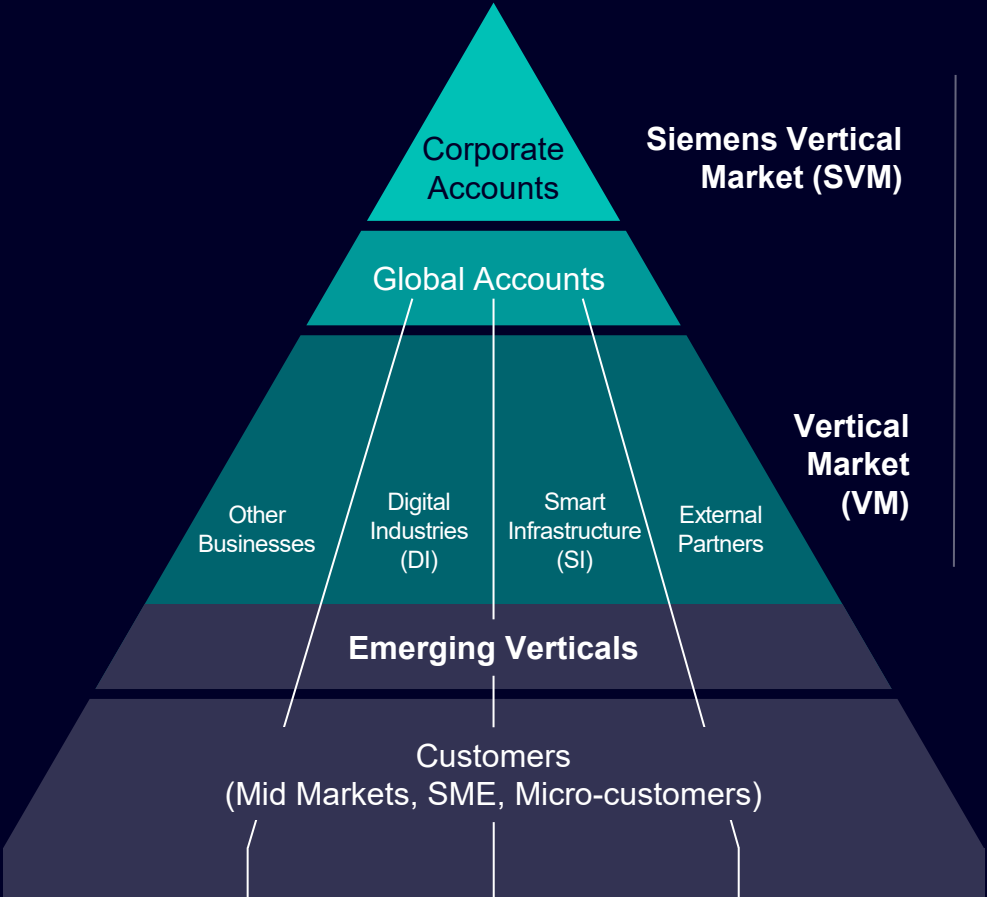 Corporate
Accounts
Siemens Vertical
Market (SVM)
Global Accounts
Vertical
Market
(VM)
Other
Businesses
Digital
Industries
(DI)
Smart
Infrastructure
(SI)
External
Partners
Emerging Verticals
Customers
(Mid Markets, SME, Micro-customers)